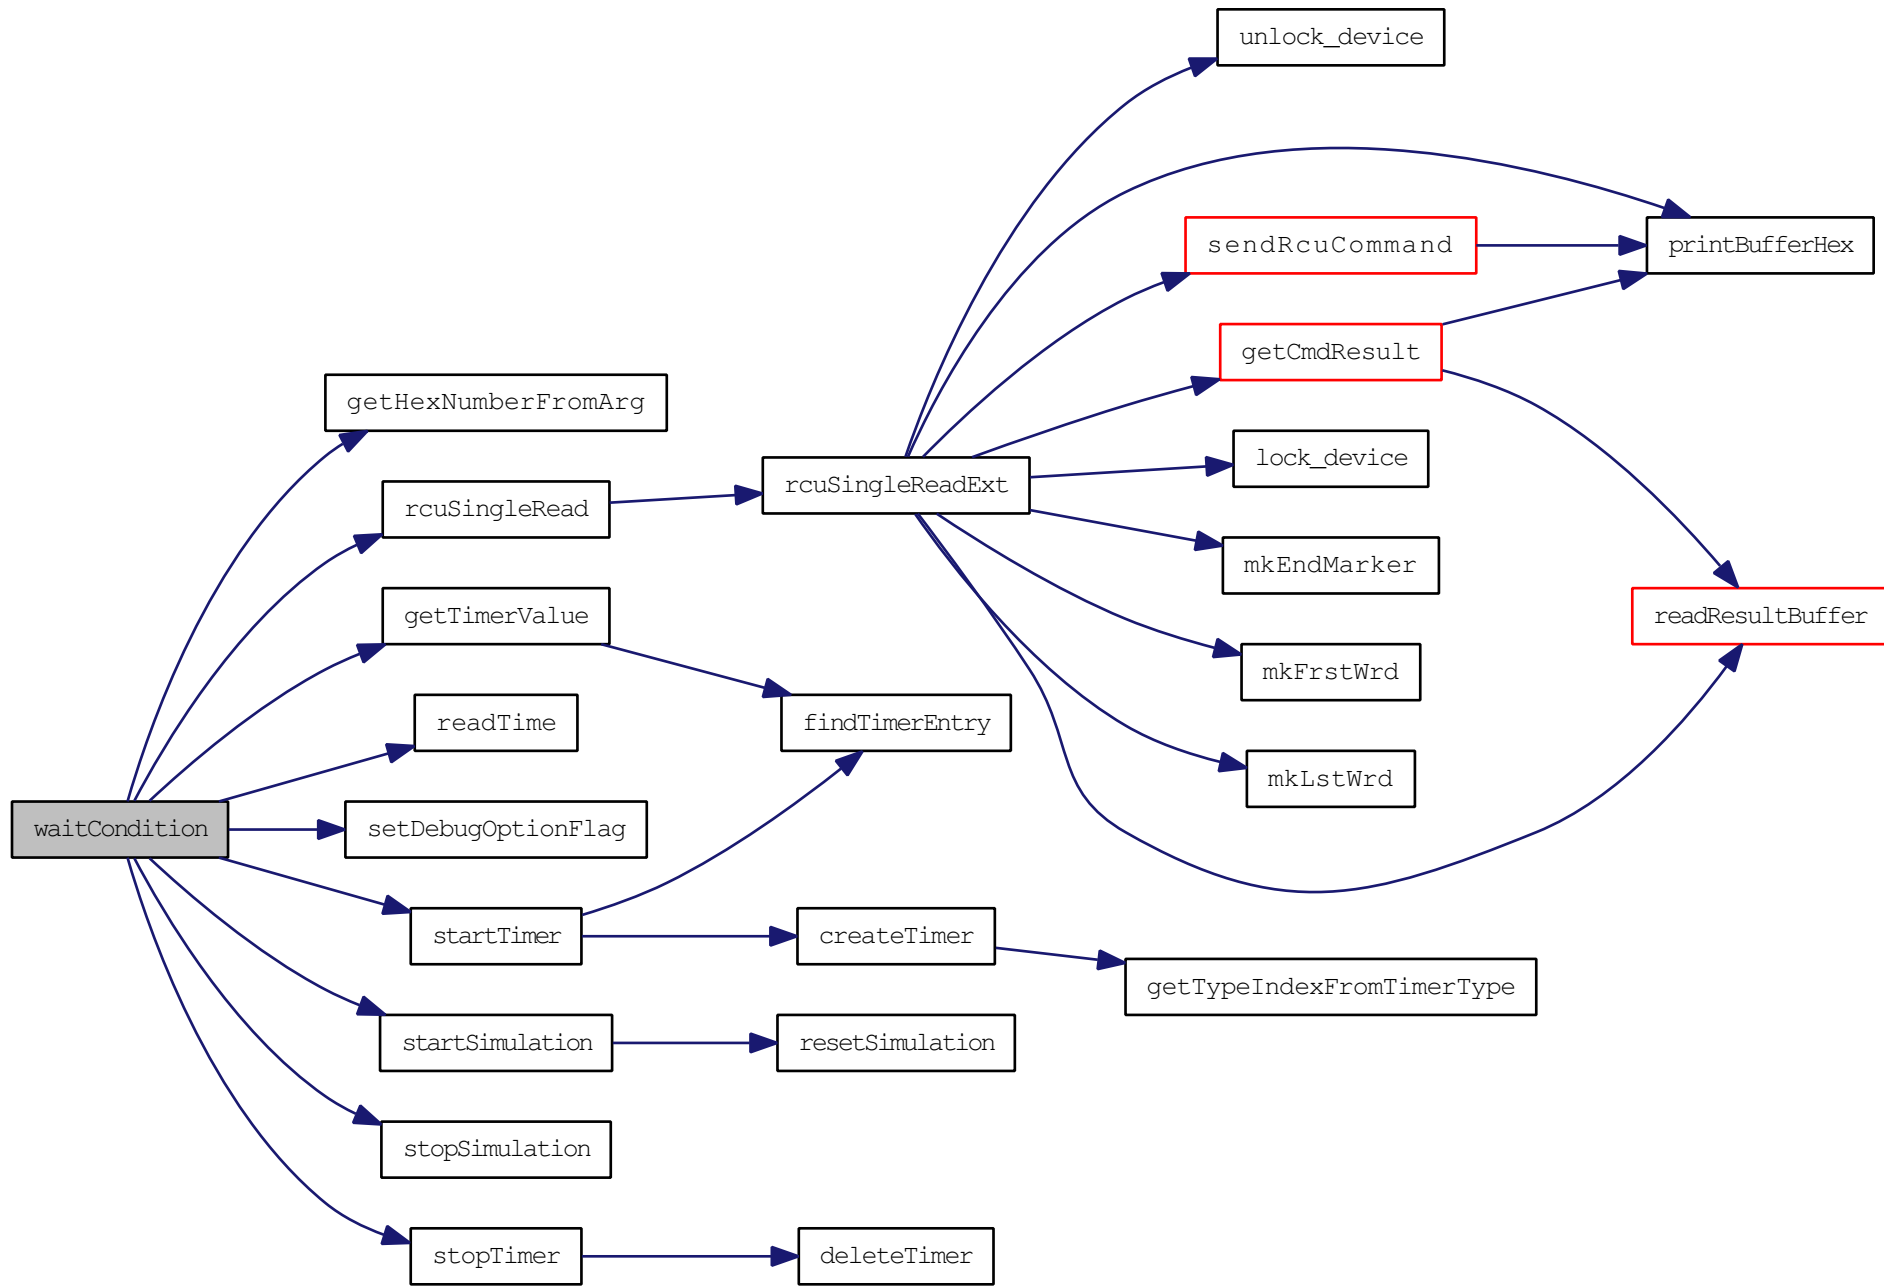 unlock_device
sendRcuCommand
printBufferHex
getCmdResult
getHexNumberFromArg
lock_device
rcuSingleRead
rcuSingleReadExt
mkEndMarker
getTimerValue
readResultBuffer
mkFrstWrd
readTime
findTimerEntry
mkLstWrd
waitCondition
setDebugOptionFlag
startTimer
createTimer
getTypeIndexFromTimerType
startSimulation
resetSimulation
stopSimulation
stopTimer
deleteTimer